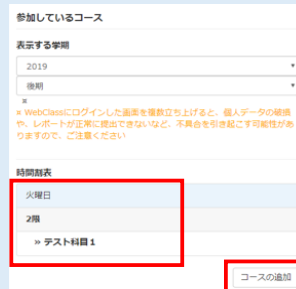 参加しているコース
表示する学期
2019
後期
※
※ WebClassにログインした画面を複数立ち上げると、個人データの破損
や、レポートが正常に提出できないなど、不具合を引き起こす可能性があ
りますので、ご注意ください
時間割表
火曜日
2限
» テスト科目1
コースの追加